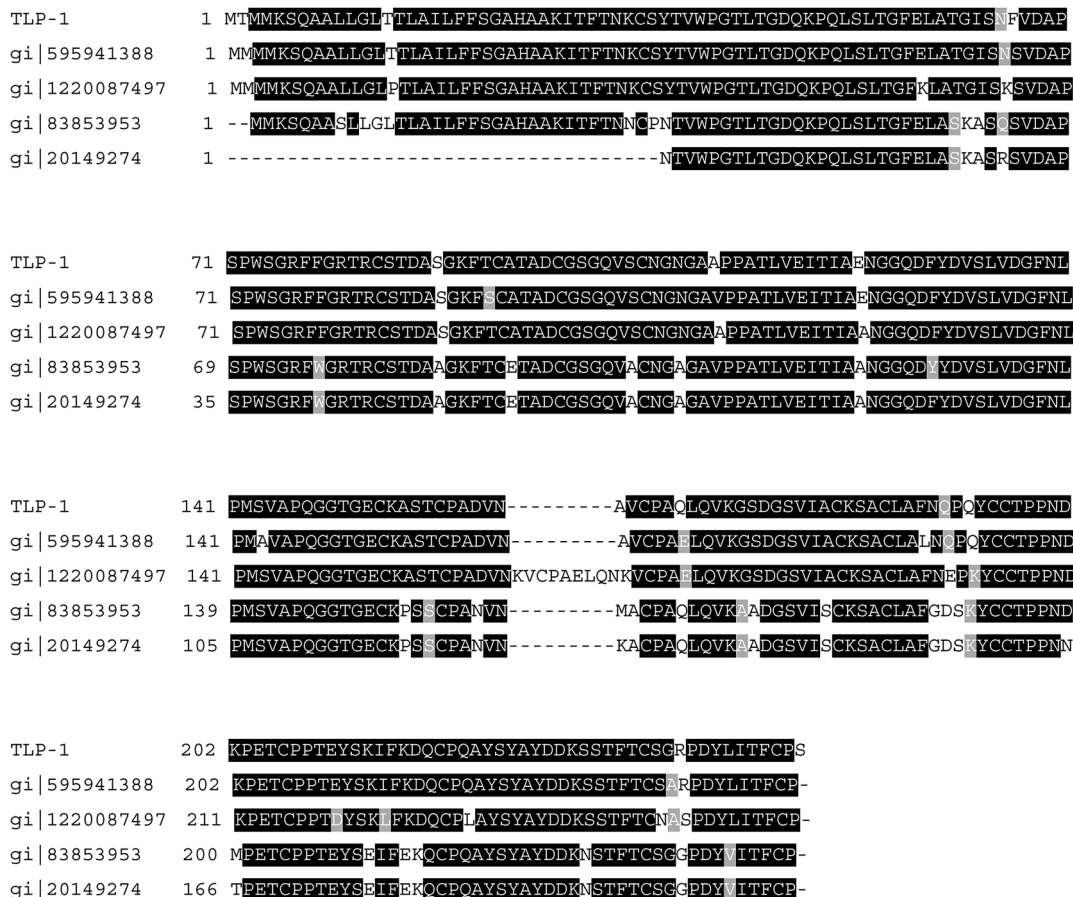 TLP-1 1 MTMMKSQAALLGLTTLAILFFSGAHAAKITFTNKCSYTVWPGTLTGDQKPQLSLTGFELATGISNFVDAP
gi|595941388 1 MMMMKSQAALLGLTTLAILFFSGAHAAKITFTNKCSYTVWPGTLTGDQKPQLSLTGFELATGISNSVDAP
gi|1220087497 1 MMMMKSQAALLGLPTLAILFFSGAHAAKITFTNKCSYTVWPGTLTGDQKPQLSLTGFKLATGISKSVDAP
gi|83853953 1 --MMKSQAASLLGLTLAILFFSGAHAAKITFTNNCPNTVWPGTLTGDQKPQLSLTGFELASKASQSVDAP
gi|20149274 1 ------------------------------------NTVWPGTLTGDQKPQLSLTGFELASKASRSVDAP
TLP-1 71 SPWSGRFFGRTRCSTDASGKFTCATADCGSGQVSCNGNGAAPPATLVEITIAENGGQDFYDVSLVDGFNL
gi|595941388 71 SPWSGRFFGRTRCSTDASGKFSCATADCGSGQVSCNGNGAVPPATLVEITIAENGGQDFYDVSLVDGFNL
gi|1220087497 71 SPWSGRFFGRTRCSTDASGKFTCATADCGSGQVSCNGNGAAPPATLVEITIAANGGQDFYDVSLVDGFNL
gi|83853953 69 SPWSGRFWGRTRCSTDAAGKFTCETADCGSGQVACNGAGAVPPATLVEITIAANGGQDYYDVSLVDGFNL
gi|20149274 35 SPWSGRFWGRTRCSTDAAGKFTCETADCGSGQVACNGAGAVPPATLVEITIAANGGQDFYDVSLVDGFNL
TLP-1 141 PMSVAPQGGTGECKASTCPADVN---------AVCPAQLQVKGSDGSVIACKSACLAFNQPQYCCTPPND
gi|595941388 141 PMAVAPQGGTGECKASTCPADVN---------AVCPAELQVKGSDGSVIACKSACLALNQPQYCCTPPND
gi|1220087497 141 PMSVAPQGGTGECKASTCPADVNKVCPAELQNKVCPAELQVKGSDGSVIACKSACLAFNEPKYCCTPPND
gi|83853953 139 PMSVAPQGGTGECKPSSCPANVN---------MACPAQLQVKAADGSVISCKSACLAFGDSKYCCTPPND
gi|20149274 105 PMSVAPQGGTGECKPSSCPANVN---------KACPAQLQVKAADGSVISCKSACLAFGDSKYCCTPPNN
TLP-1 202 KPETCPPTEYSKIFKDQCPQAYSYAYDDKSSTFTCSGRPDYLITFCPS
gi|595941388 202 KPETCPPTEYSKIFKDQCPQAYSYAYDDKSSTFTCSARPDYLITFCP-
gi|1220087497 211 KPETCPPTDYSKLFKDQCPLAYSYAYDDKSSTFTCNASPDYLITFCP-
gi|83853953 200 MPETCPPTEYSEIFEKQCPQAYSYAYDDKNSTFTCSGGPDYVITFCP-
gi|20149274 166 TPETCPPTEYSEIFEKQCPQAYSYAYDDKNSTFTCSGGPDYVITFCP-